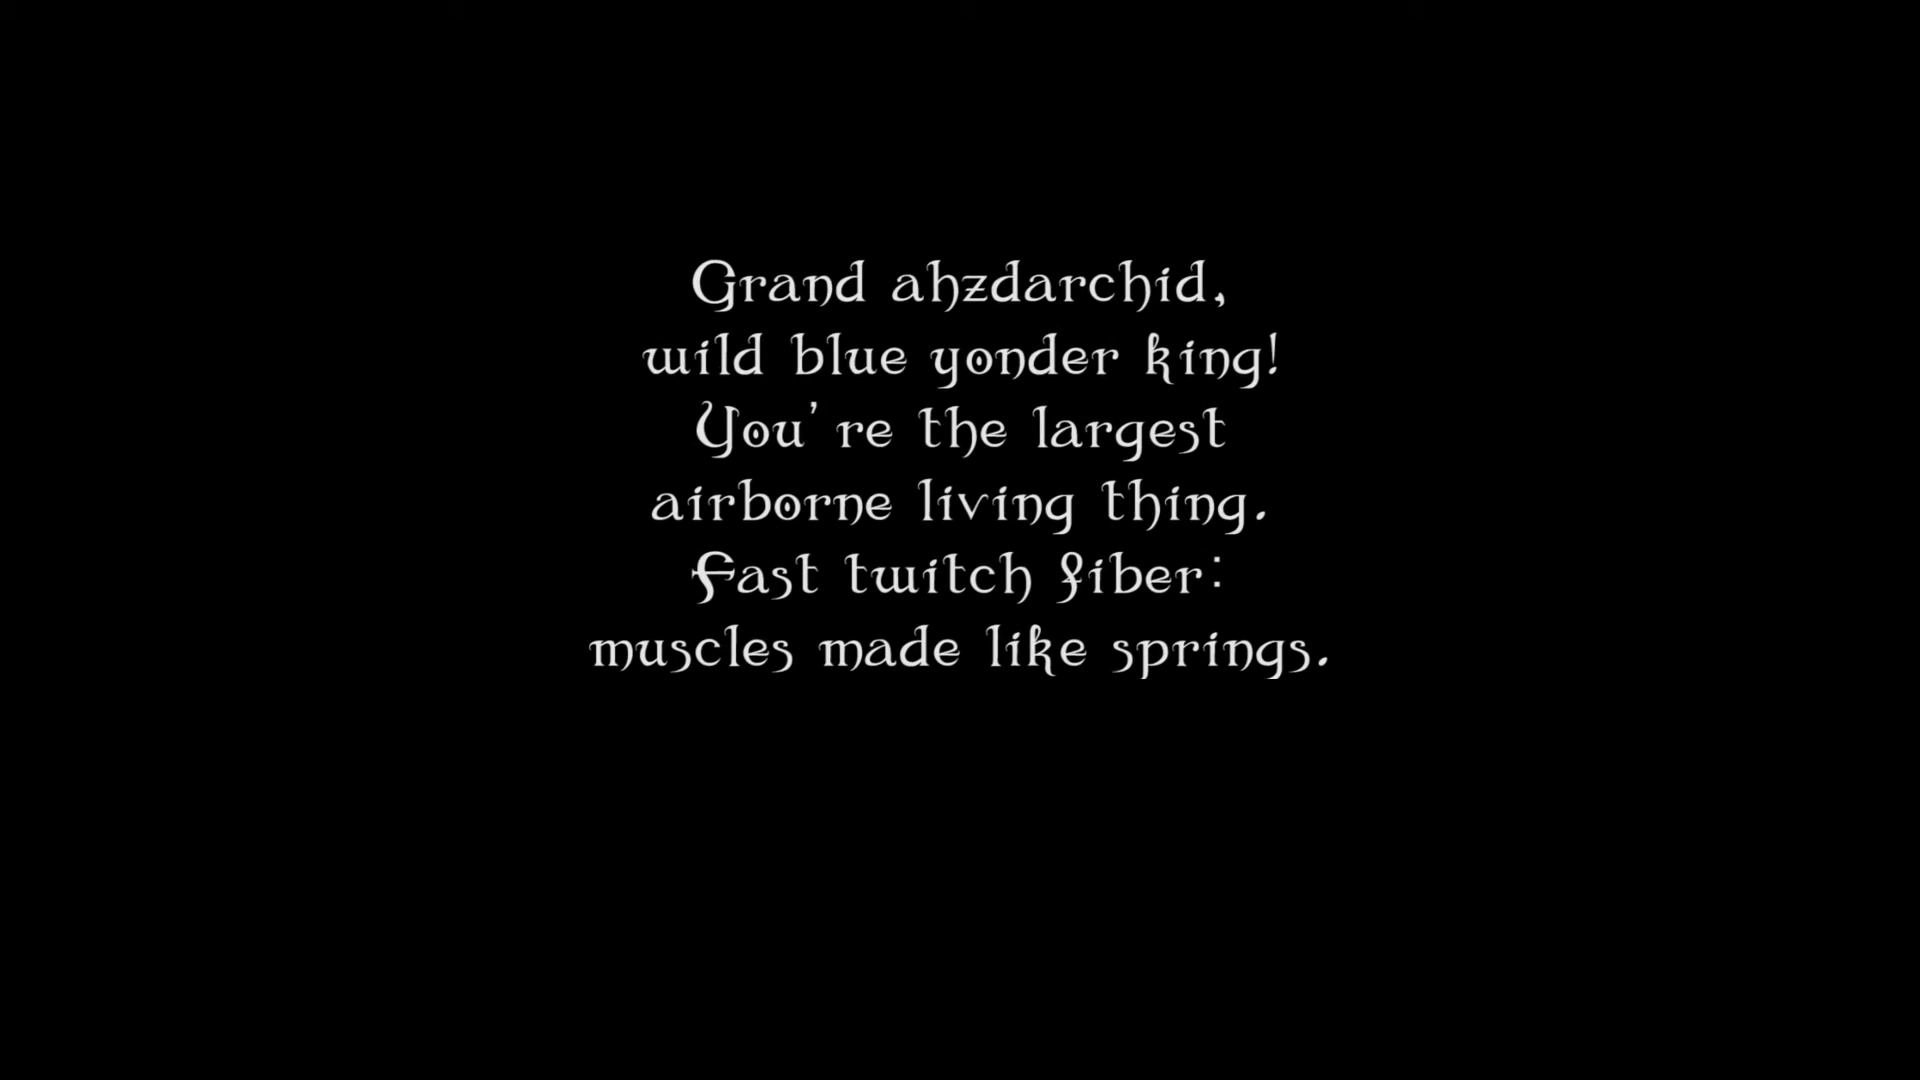 Grand ahzdarchid,
wild blue yonder king!
You're the largest
airborne living thing.
Fast twitch fiber:
muscles made like springs.